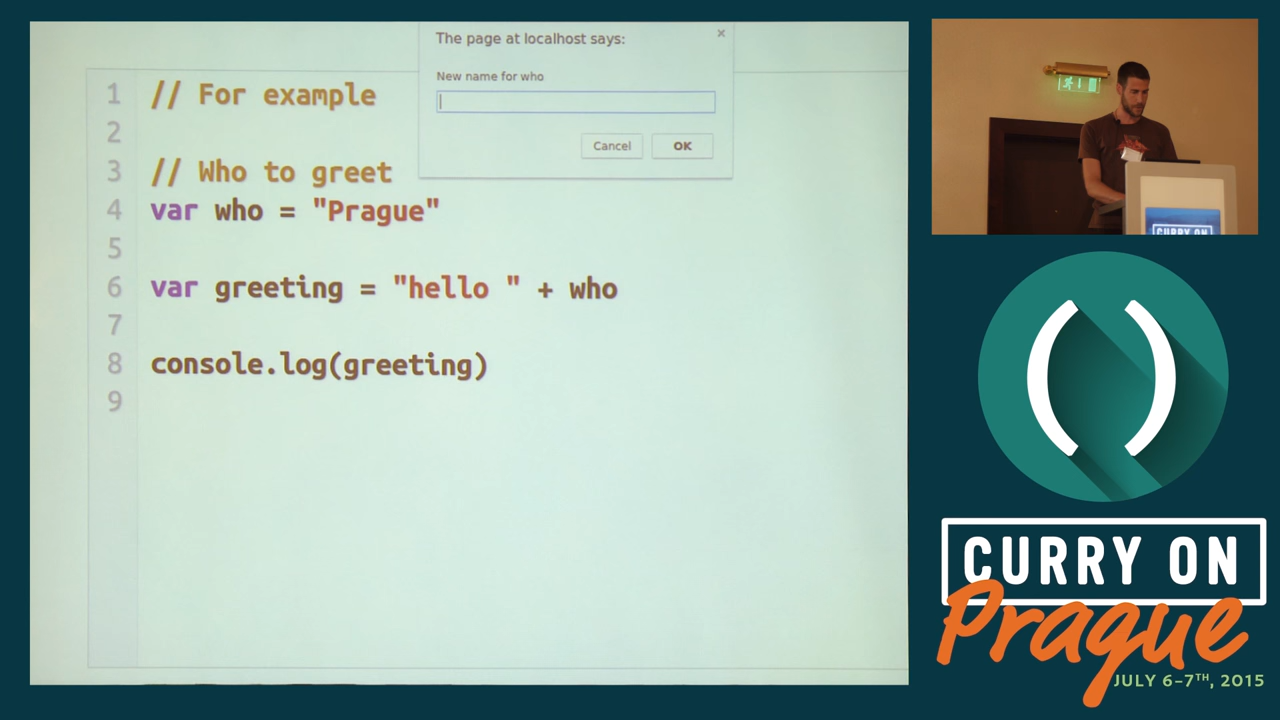 The page at localhost says:
×
New name for who
Cancel
OK
1 // For example
2
3 // Who to greet
4 var who = "Prague"
5
6 var greeting = "hello " + who
7
8 console.log(greeting)
9
CURRY ON
()
CURRY ON
Prague
JULY 6-7TH, 2015